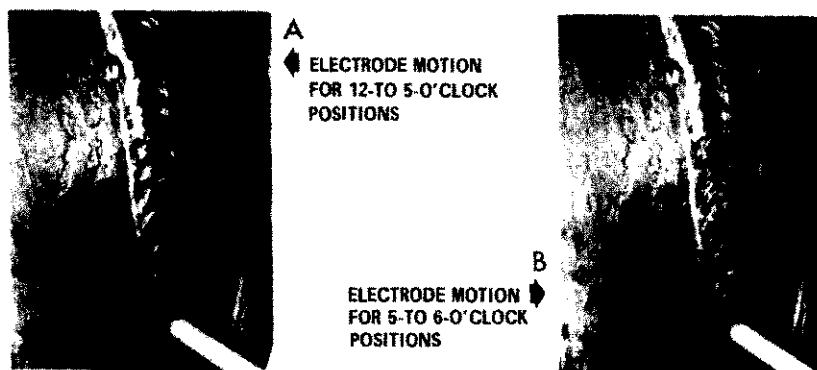 A
ELECTRODE MOTION
FOR 12-TO 5-O'CLOCK
POSITIONS
B
ELECTRODE MOTION
FOR 5-TO 6-O'CLOCK
POSITIONS